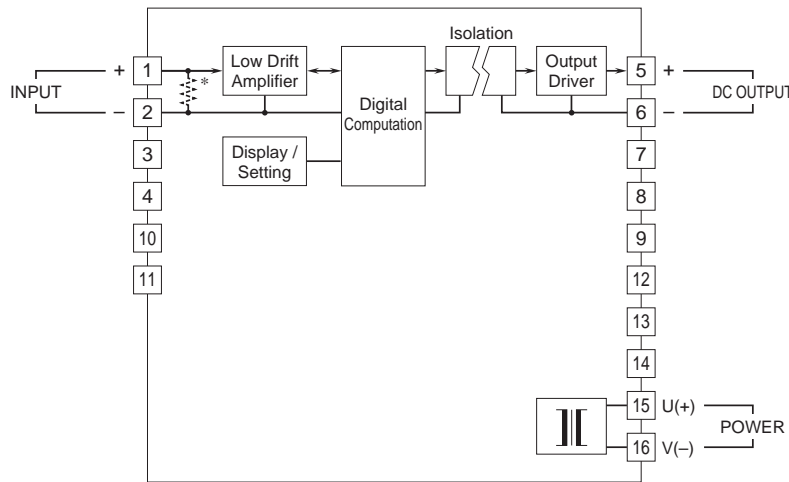 Isolation
INPUT
+ 1
*
Low Drift
Amplifier
Digital
Computation
Output
Driver
5 +
DC OUTPUT
– 2
6 –
3
Display /
Setting
7
4
8
10
9
11
12
13
14
15 U(+)
POWER
16 V(–)